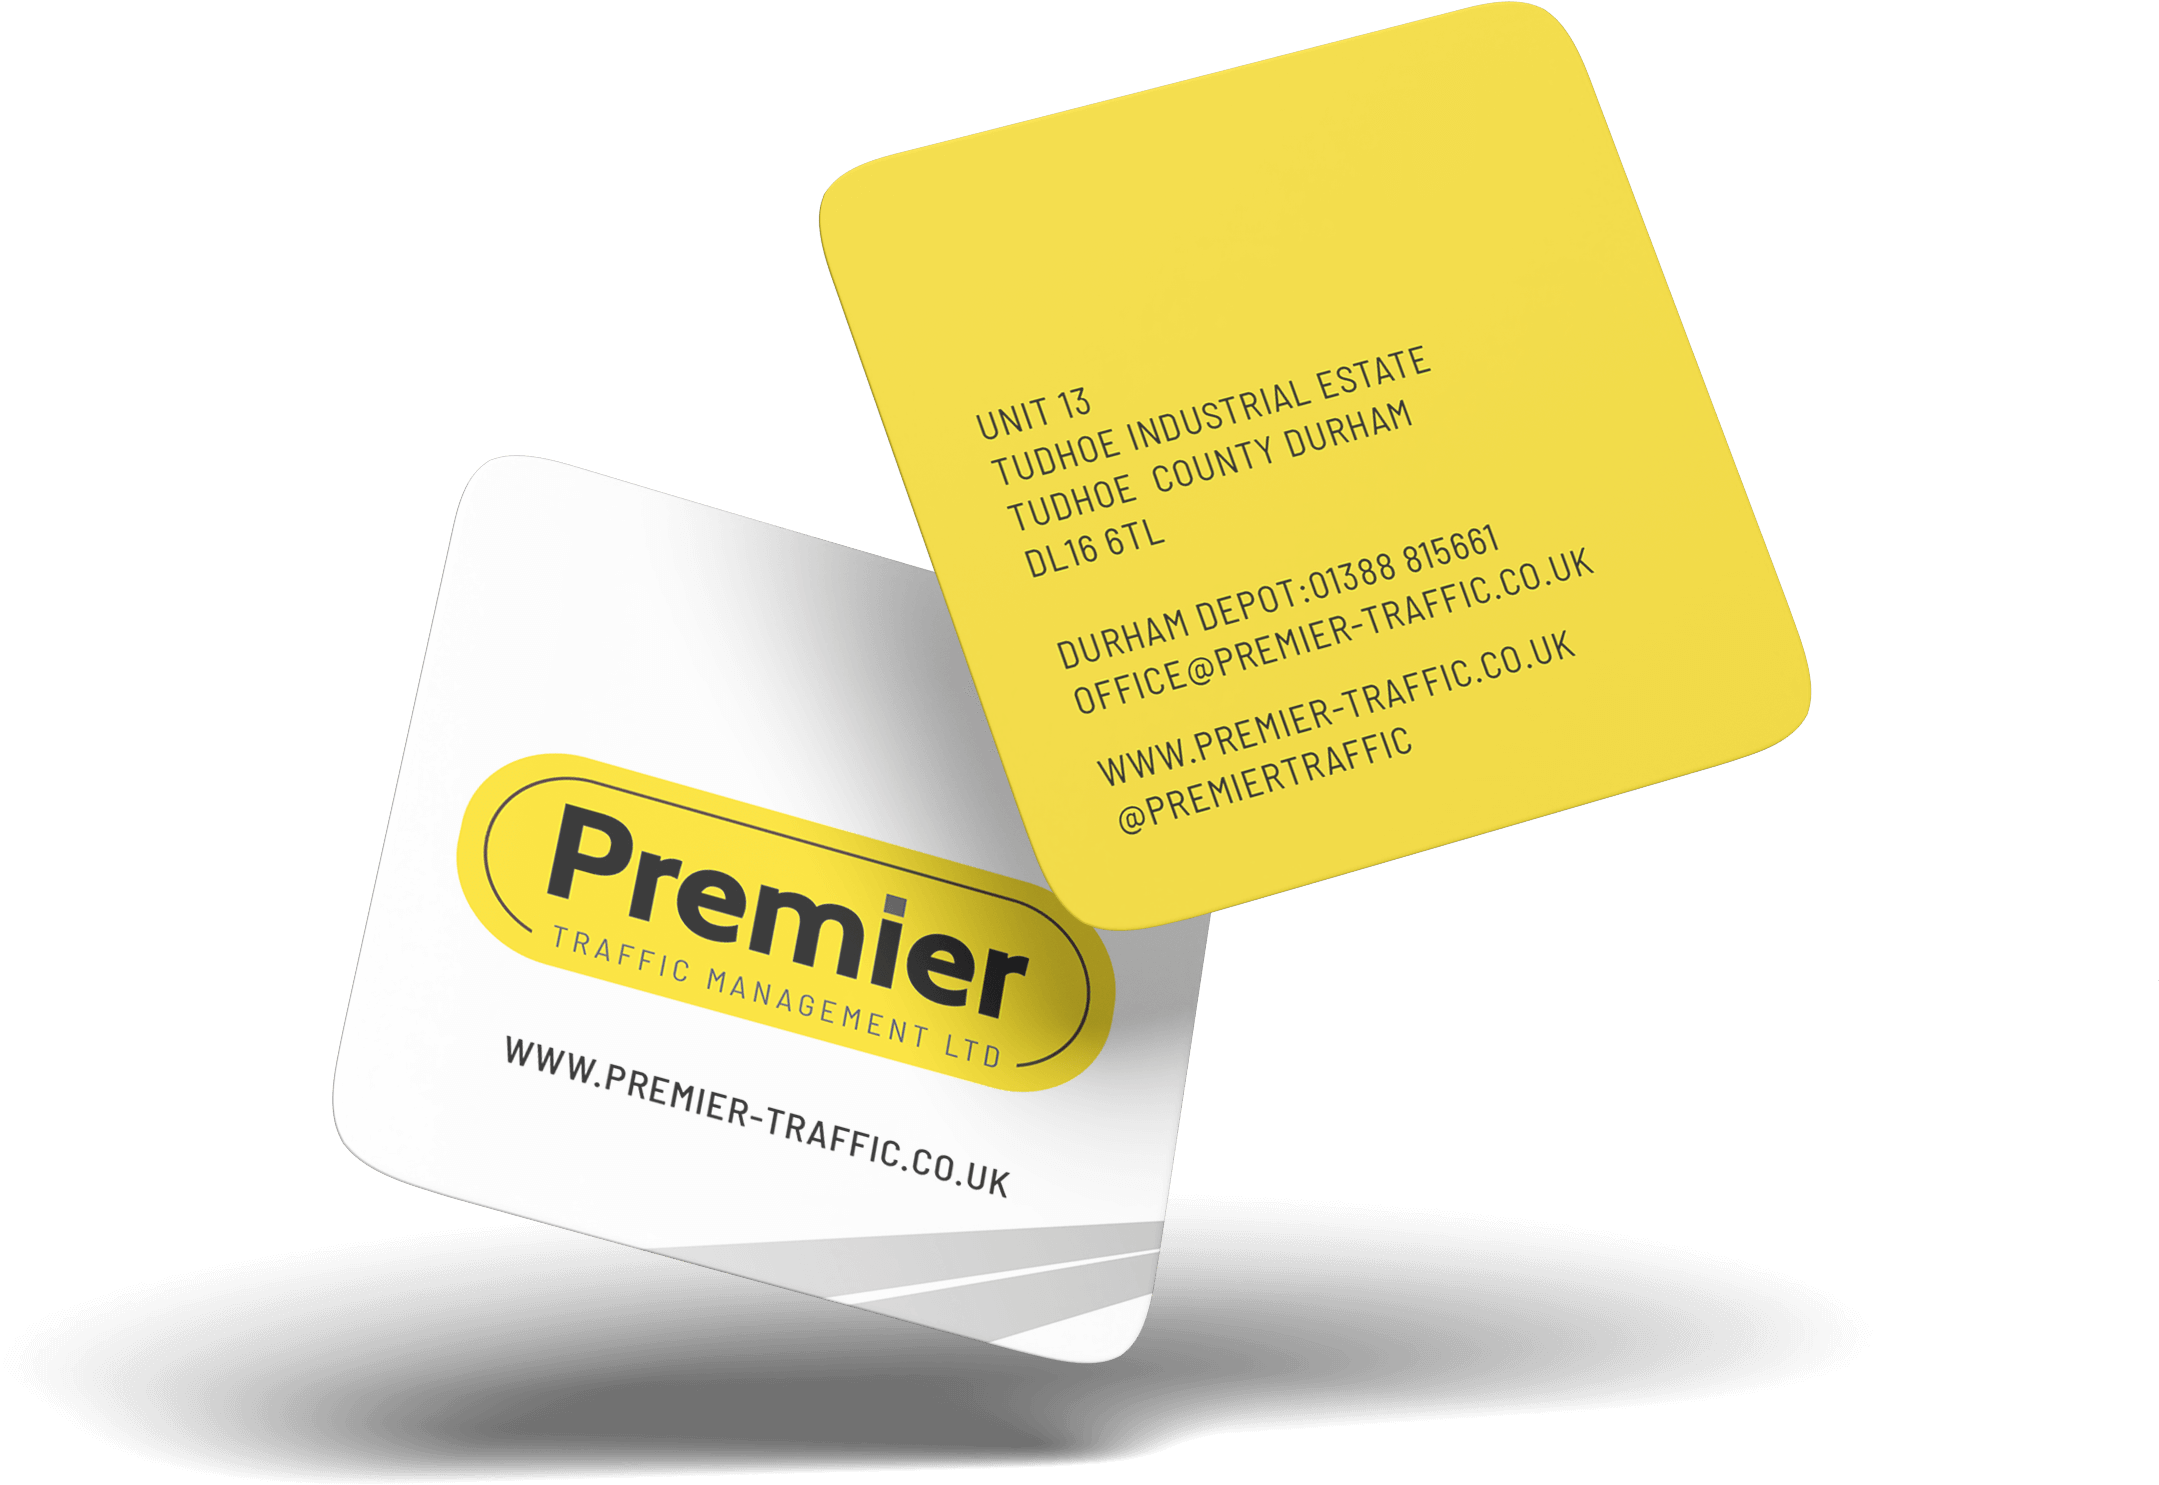 UNIT 13
TUDHOE INDUSTRIAL ESTATE
TUDHOE COUNTY DURHAM
DL16 6TL
DURHAM DEPOT:01388 815661
OFFICE@PREMIER-TRAFFIC.CO.UK
WWW.PREMIER-TRAFFIC.CO.UK
@PREMIERTRAFFIC
Premier
TRAFFIC MANAGEMENT LTD
WWW.PREMIER-TRAFFIC.CO.UK